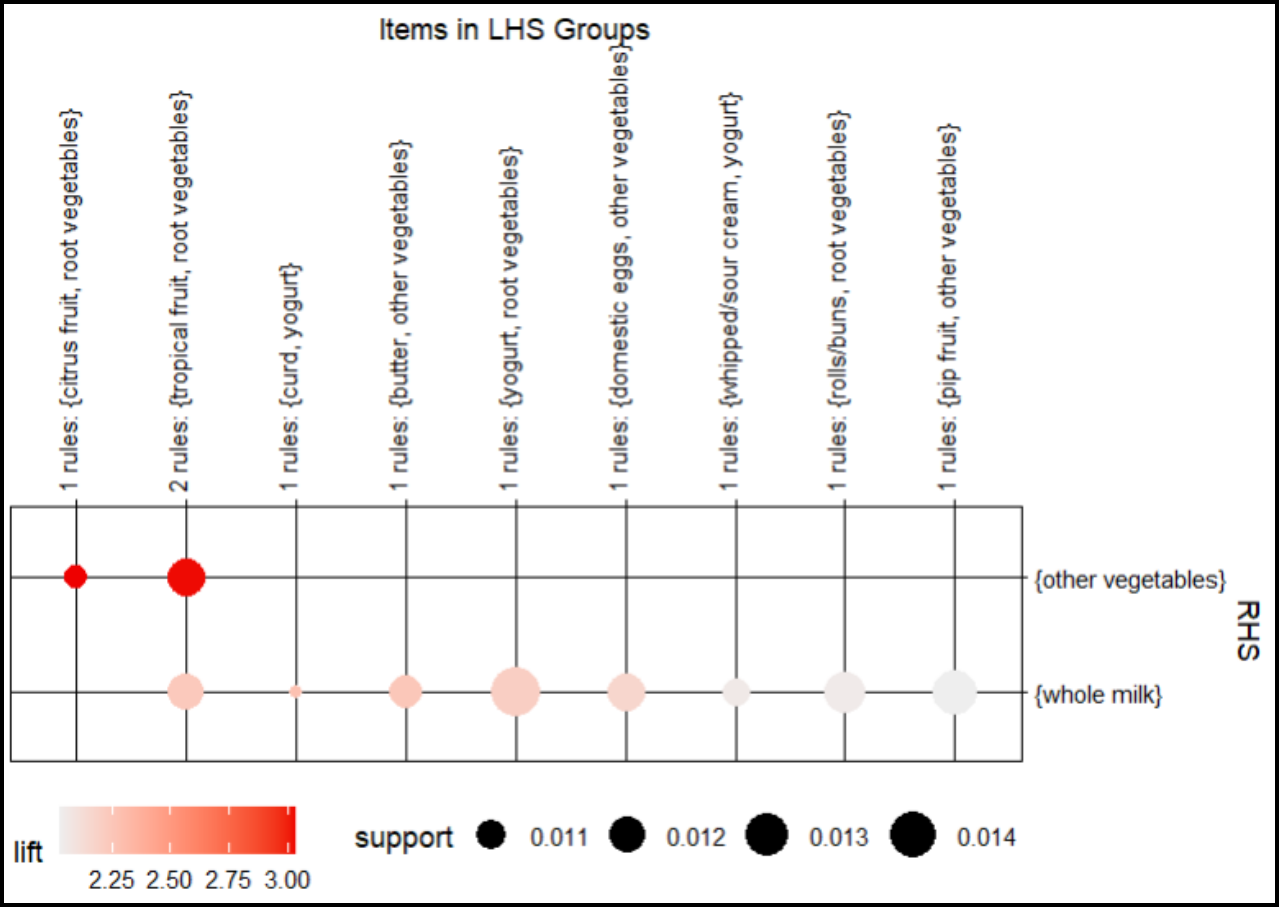 Items in LHS Groups
1 rules: {citrus fruit, root vegetables}
2 rules: {tropical fruit, root vegetables}
1 rules: {curd, yogurt}
1 rules: {butter, other vegetables}
1 rules: {yogurt, root vegetables}
1 rules: {domestic eggs, other vegetables}
1 rules: {whipped/sour cream, yogurt}
1 rules: {rolls/buns, root vegetables}
1 rules: {pip fruit, other vegetables}
{other vegetables}
{whole milk}
RHS
lift
2.25 2.50 2.75 3.00
support 0.011 0.012 0.013 0.014